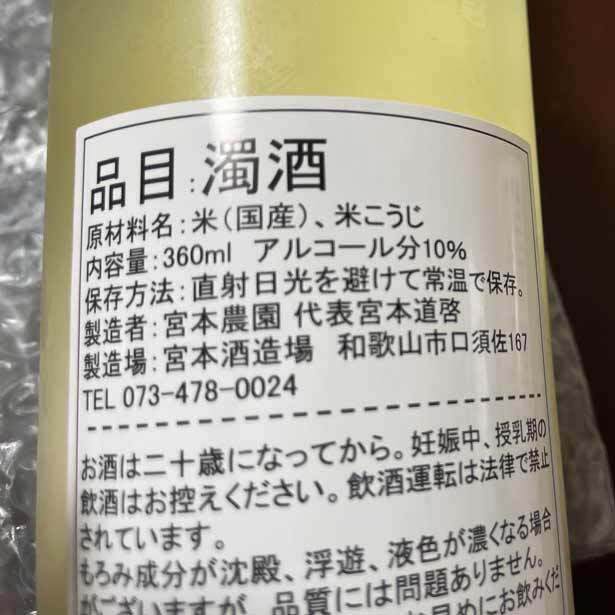 品目:濁酒
原材料名:米(国産)、米こうじ
内容量:360ml アルコール分10%
保存方法:直射日光を避けて常温で保存。
製造者:宮本農園 代表宮本道啓
製造場:宮本酒造場 和歌山市口須佐167
TEL 073-478-0024
お酒は二十歳になってから。妊娠中、授乳期の
飲酒はお控えください。飲酒運転は法律で禁止
されています。
もろみ成分が沈殿、浮遊、液色が濃くなる場合
がございますが、品質には問題ありません。
早めにお飲みくだ